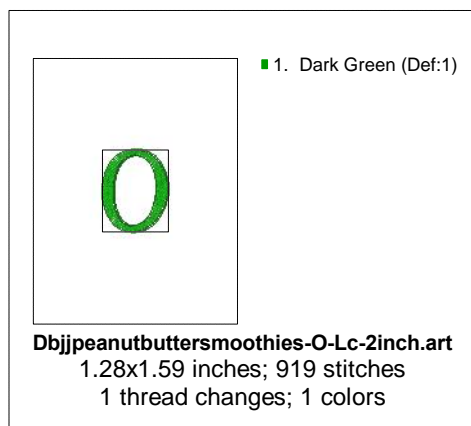 1. Dark Green (Def:1)
O
Dbjjpeanutbuttersmoothies-O-Lc-2inch.art
1.28x1.59 inches; 919 stitches
1 thread changes; 1 colors